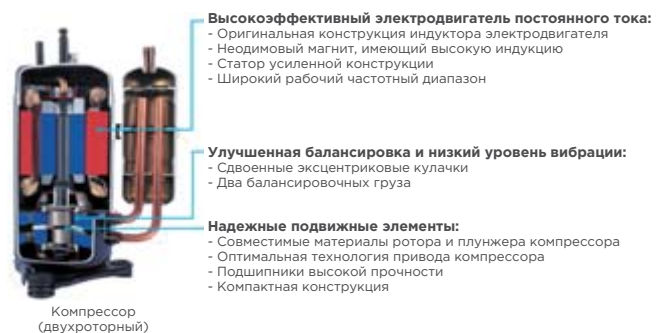 Высокоэффективный электродвигатель постоянного тока:
- Оригинальная конструкция индуктора электродвигателя
- Неодимовый магнит, имеющий высокую индукцию
- Статор усиленной конструкции
- Широкий рабочий частотный диапазон
Улучшенная балансировка и низкий уровень вибрации:
- Сдвоенные эксцентриковые кулачки
- Два балансировочных груза
Надежные подвижные элементы:
- Совместимые материалы ротора и плунжера компрессора
- Оптимальная технология привода компрессора
- Подшипники высокой прочности
- Компактная конструкция
Компрессор
(двухроторный)